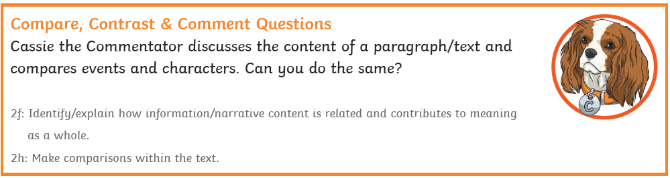 Compare, Contrast & Comment Questions
Cassie the Commentator discusses the content of a paragraph/text and
compares events and characters. Can you do the same?
2f: Identify/explain how information/narrative content is related and contributes to meaning
as a whole.
2h: Make comparisons within the text.
C